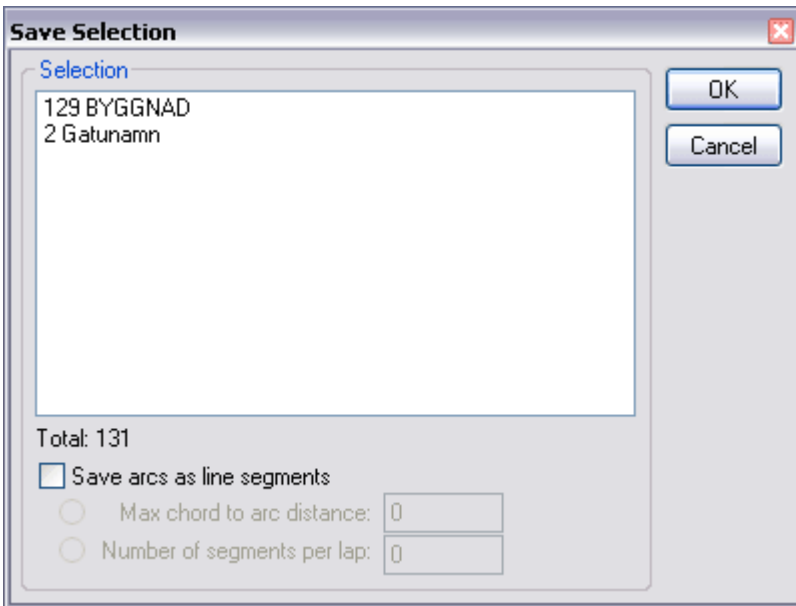 Save Selection
Selection
129 BYGGNAD
2 Gatunamn
OK
Cancel
Total: 131
Save arcs as line segments
Max chord to arc distance: 0
Number of segments per lap: 0